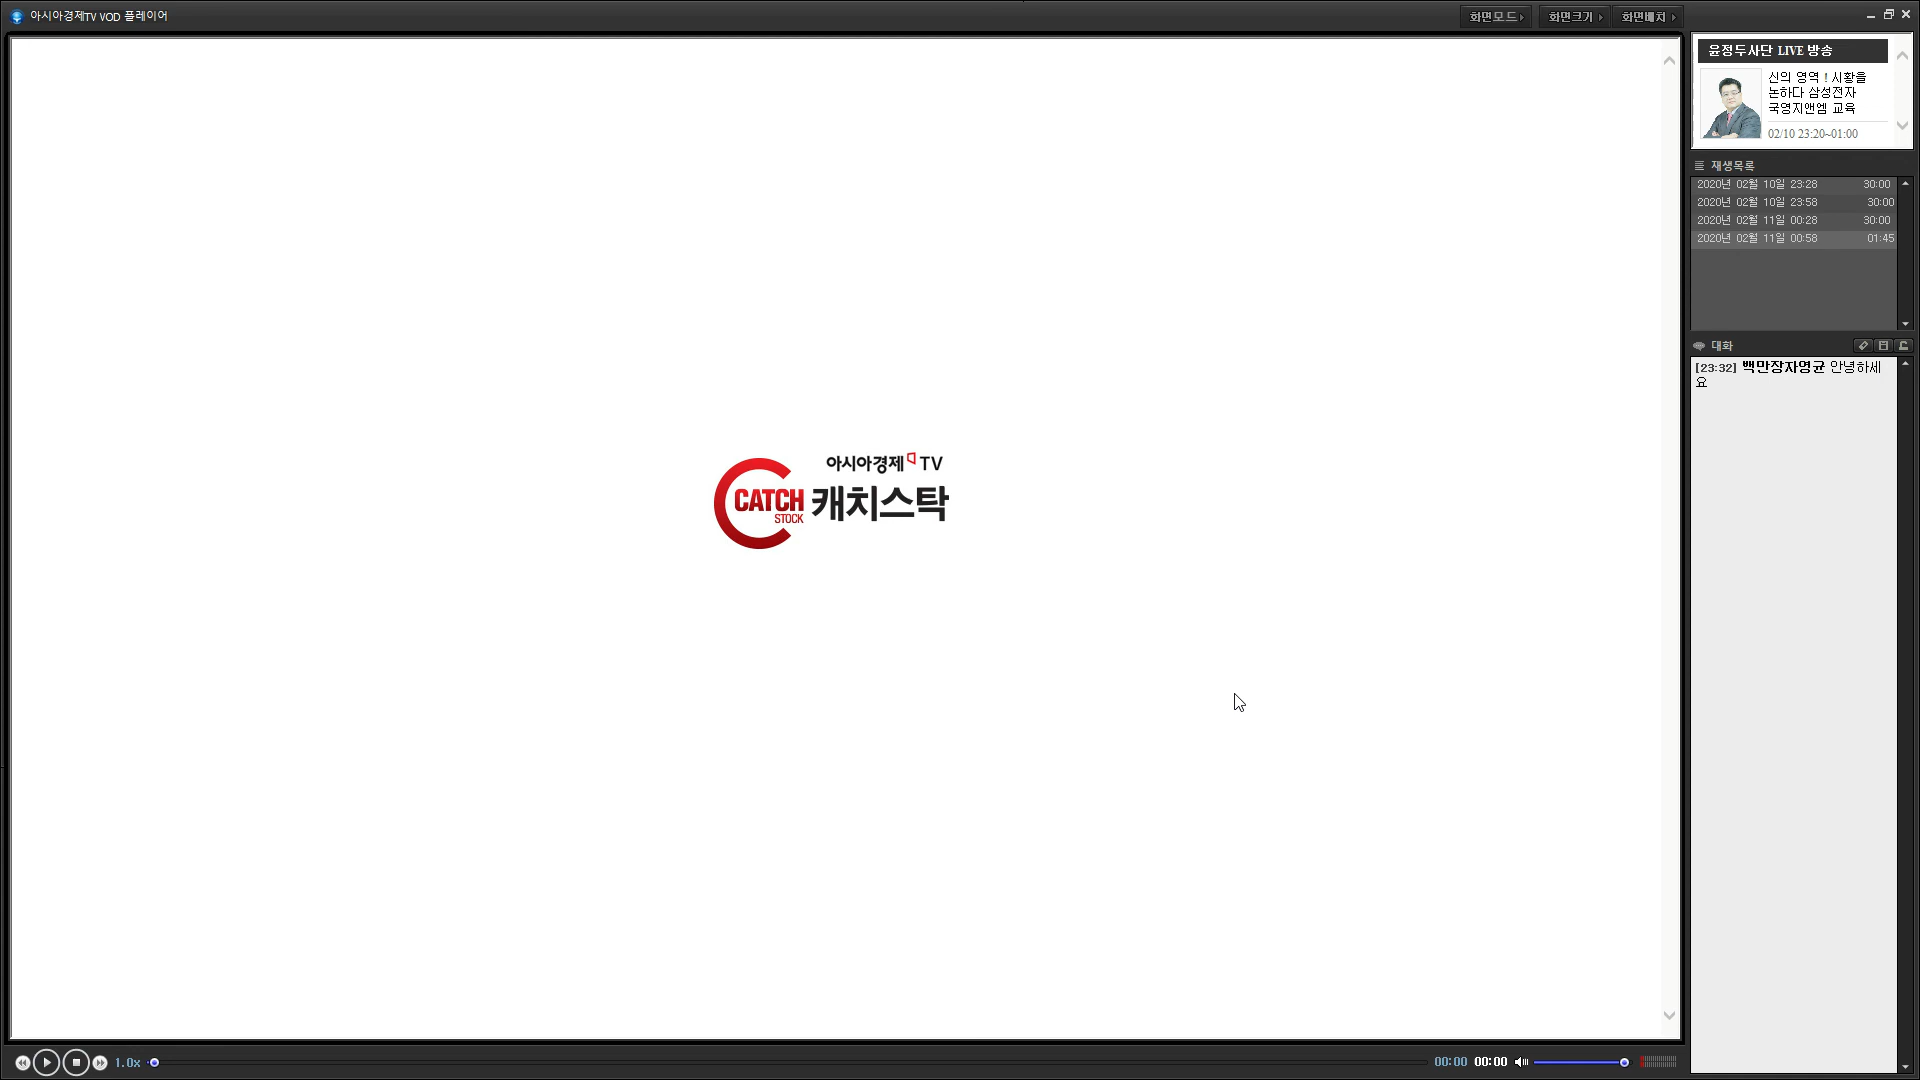 아시아경제TV VOD 플레이어
화면모드
화면크기
화면배치
윤정두사단 LIVE 방송
신의 영역 ! 시황을
논하다 삼성전자
국영지앤엠 교육
02/10 23:20~01:00
재생목록
2020년 02월 10일 23:28 30:00
2020년 02월 10일 23:58 30:00
2020년 02월 11일 00:28 30:00
2020년 02월 11일 00:58 01:45
대화
[23:32] 백만장자영균 안녕하세
요
아시아경제 TV
CATCH
STOCK
캐치스탁
1.0x
00:00 00:00